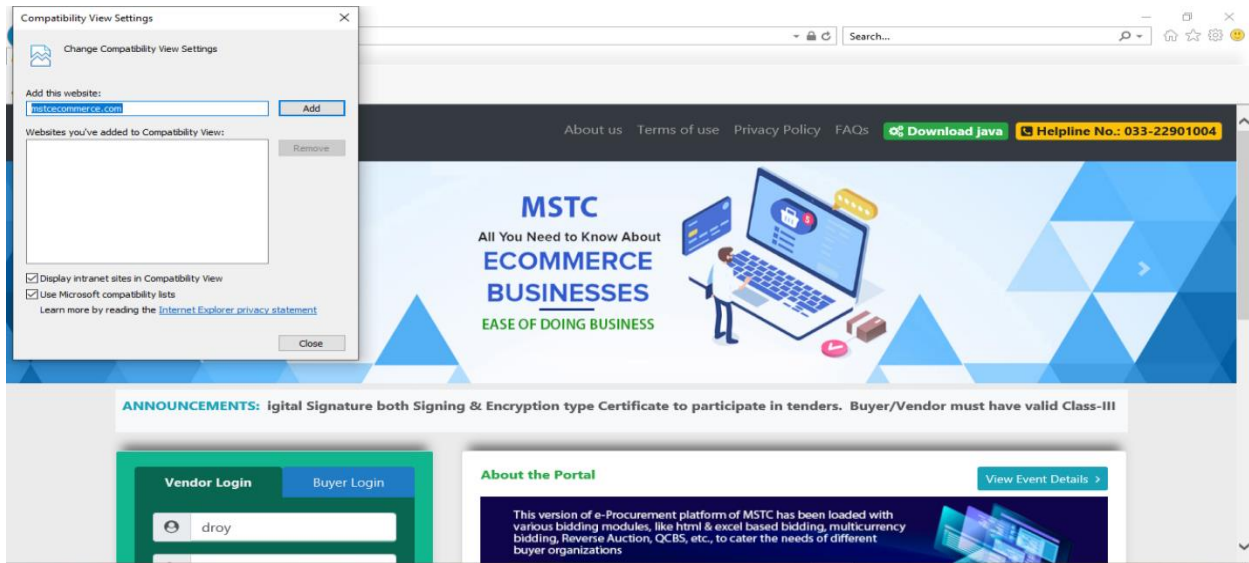 Compatibility View Settings
Change Compatibility View Settings
Add this website:
mstcecommerce.com
Add
Websites you've added to Compatibility View:
Remove
Display intranet sites in Compatibility View
Use Microsoft compatibility lists
Learn more by reading the Internet Explorer privacy statement
Close
Search...
About us Terms of use Privacy Policy FAQs Download java Helpline No.: 033-22901004
MSTC
All You Need to Know About
ECOMMERCE
BUSINESSES
EASE OF DOING BUSINESS
5
ANNOUNCEMENTS: igital Signature both Signing & Encryption type Certificate to participate in tenders. Buyer/Vendor must have valid Class-III
Vendor Login Buyer Login
droy
About the Portal
View Event Details >
This version of e-Procurement platform of MSTC has been loaded with
various bidding modules, like html & excel based bidding, multicurrency
bidding, Reverse Auction, QCBS, etc., to cater the needs of different
buyer organizations